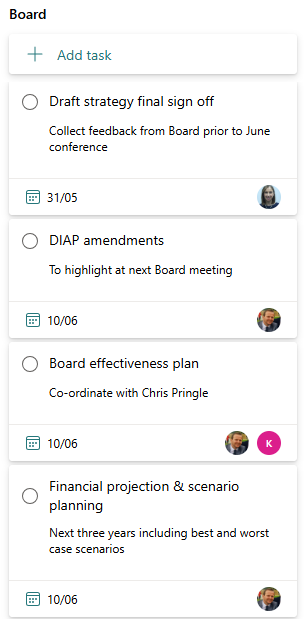 Board
Add task
Draft strategy final sign off
Collect feedback from Board prior to June
conference
31/05
DIAP amendments
To highlight at next Board meeting
10/06
Board effectiveness plan
Co-ordinate with Chris Pringle
10/06
K
Financial projection & scenario
planning
Next three years including best and worst
case scenarios
10/06